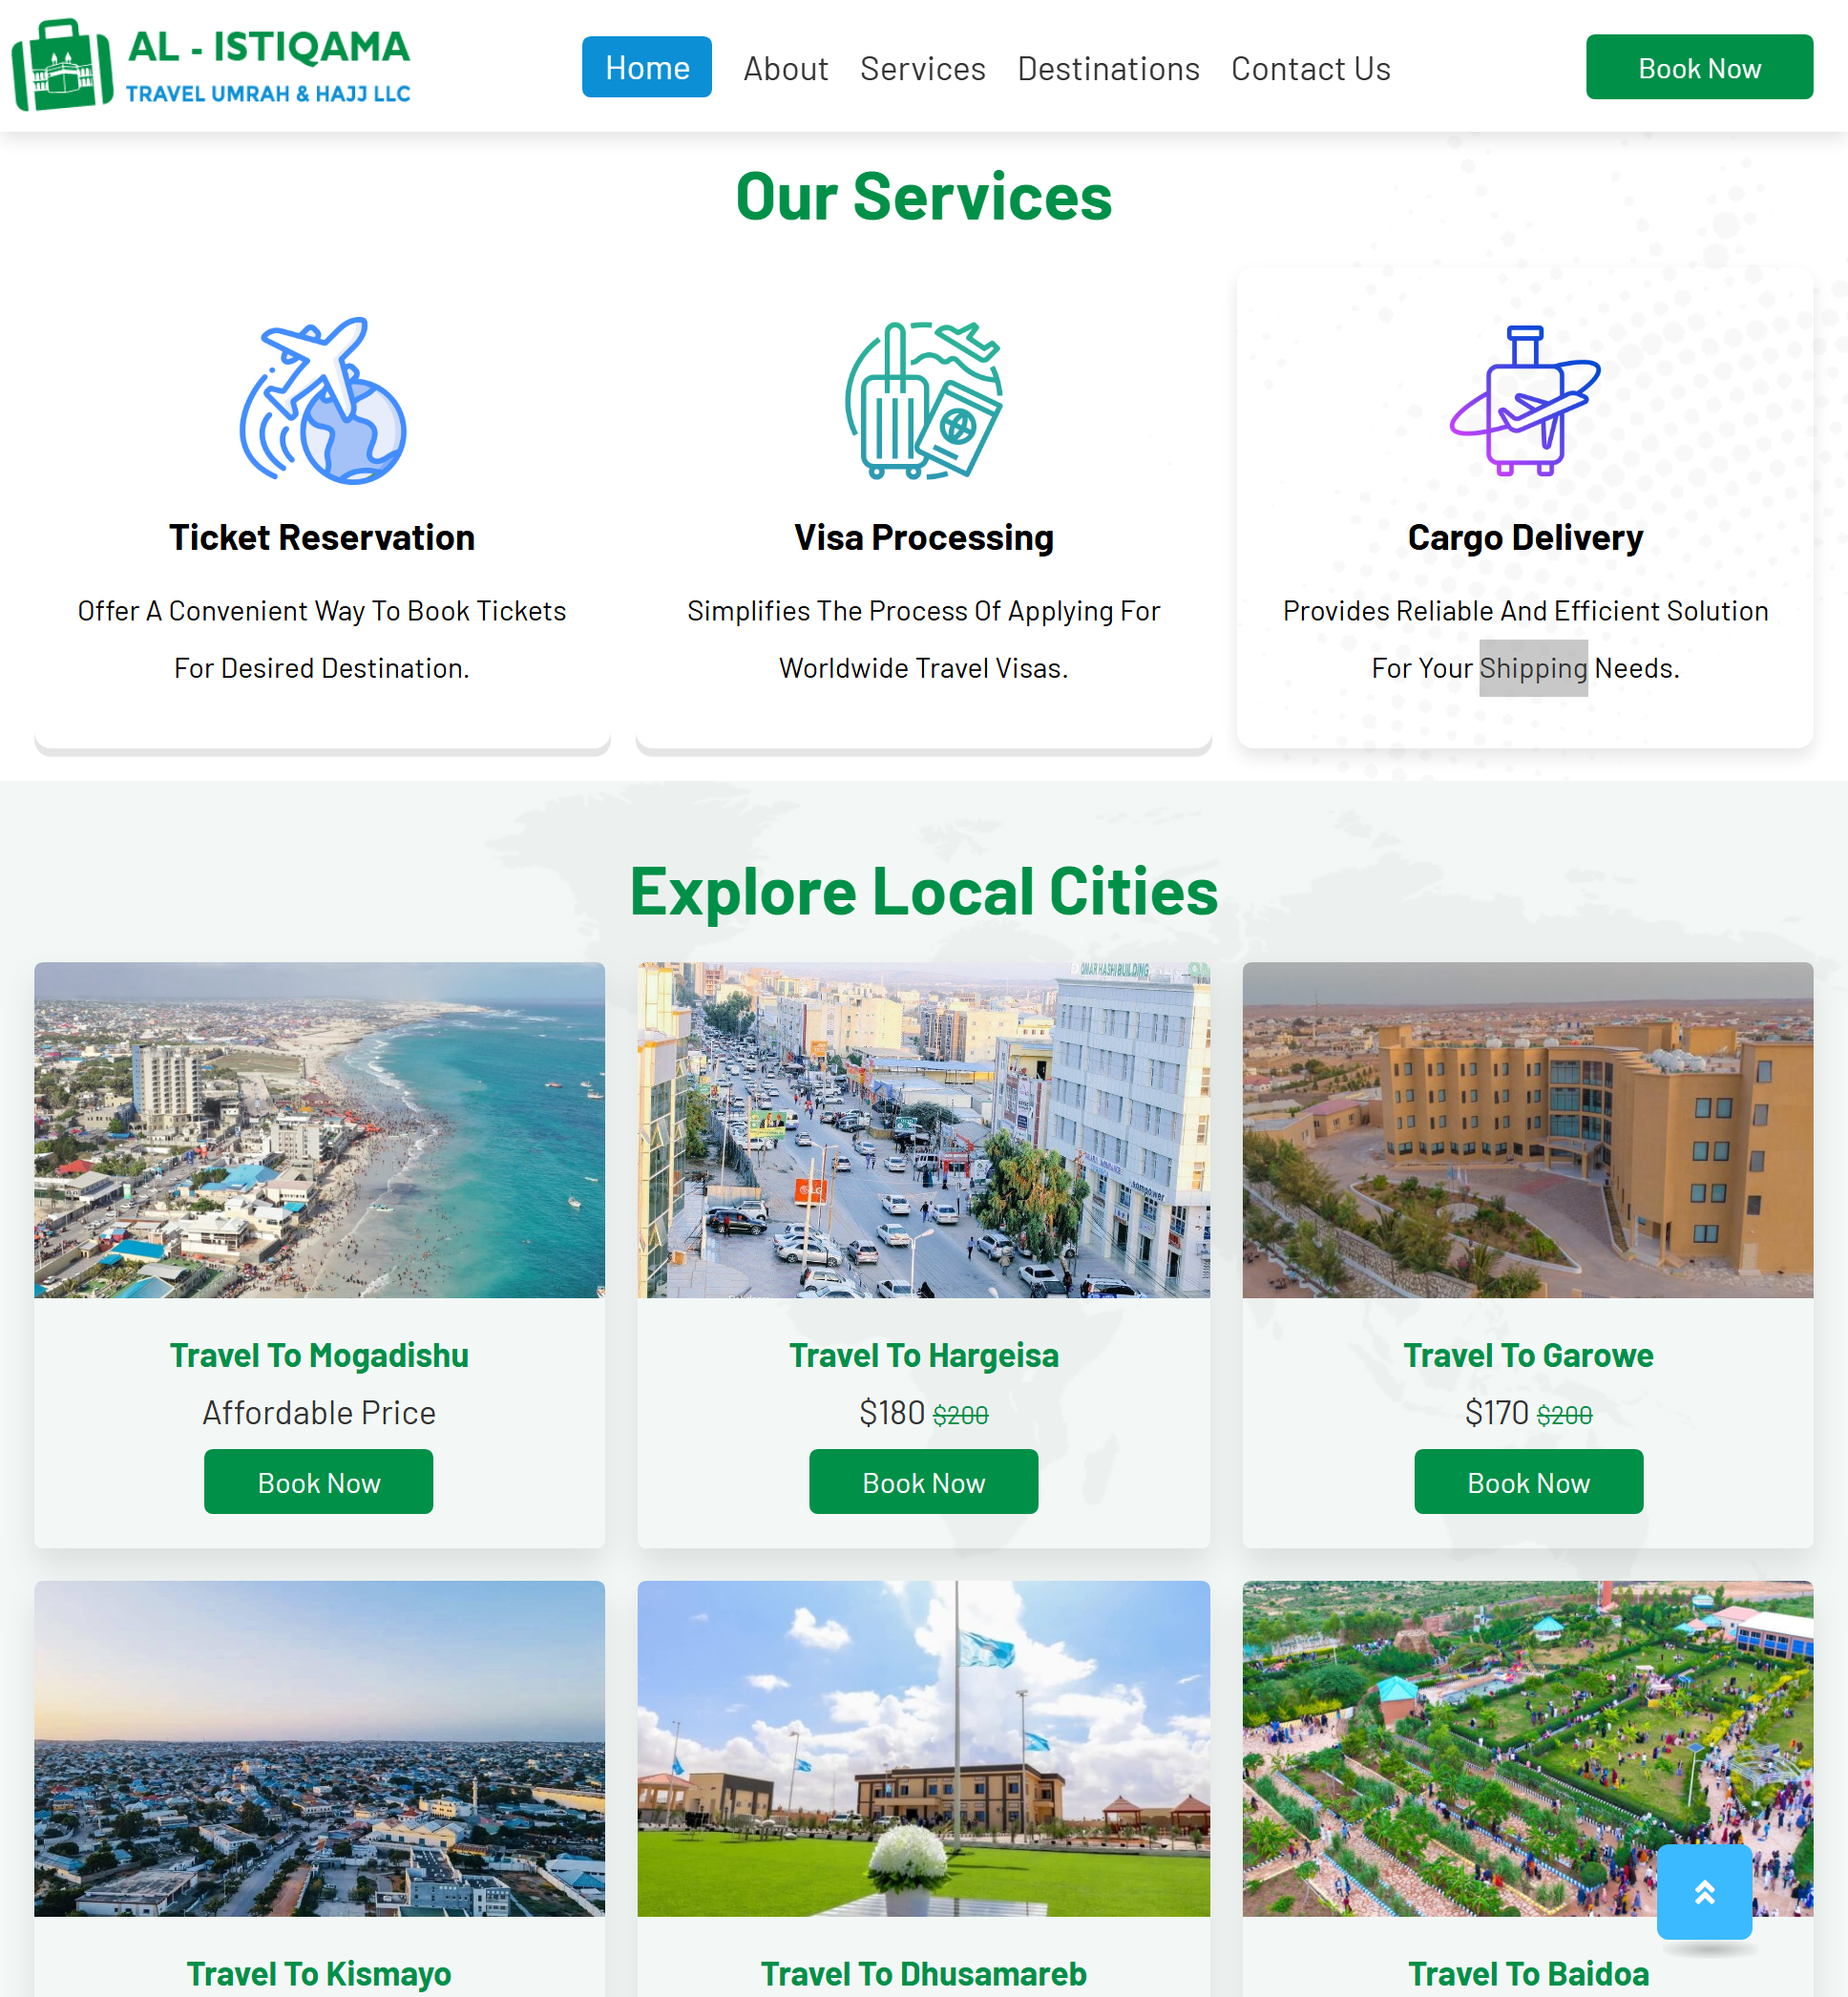 AL - ISTIQAMA
TRAVEL UMRAH & HAJJ LLC
Home
About
Services
Destinations
Contact Us
Book Now
Our Services
Ticket Reservation
Offer A Convenient Way To Book Tickets
For Desired Destination.
Visa Processing
Simplifies The Process Of Applying For
Worldwide Travel Visas.
Cargo Delivery
Provides Reliable And Efficient Solution
For Your Shipping Needs.
Explore Local Cities
OMAR HASHI BUILDING
LG
Travel To Mogadishu
Affordable Price
Book Now
Travel To Hargeisa
$180 $200
Book Now
Travel To Garowe
$170 $200
Book Now
Travel To Kismayo
Travel To Dhusamareb
Travel To Baidoa